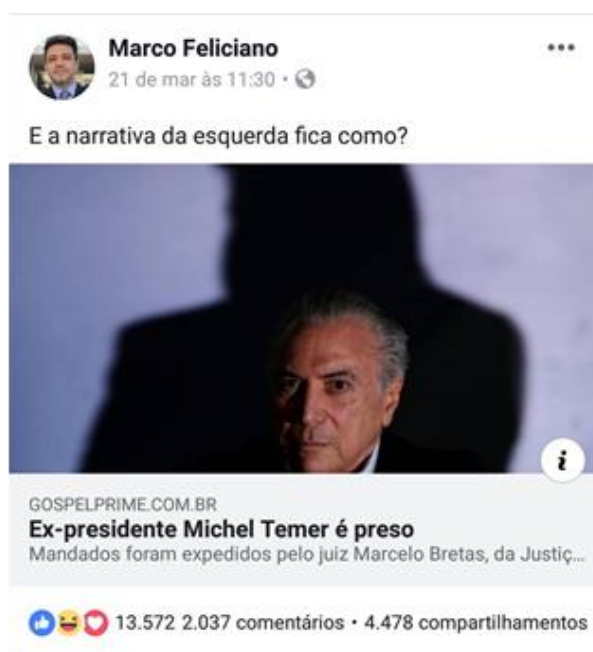 Marco Feliciano
21 de mar às 11:30 •
E a narrativa da esquerda fica como?
i
GOSPELPRIME.COM.BR
Ex-presidente Michel Temer é preso
Mandados foram expedidos pelo juiz Marcelo Bretas, da Justiç...
13.572 2.037 comentários • 4.478 compartilhamentos